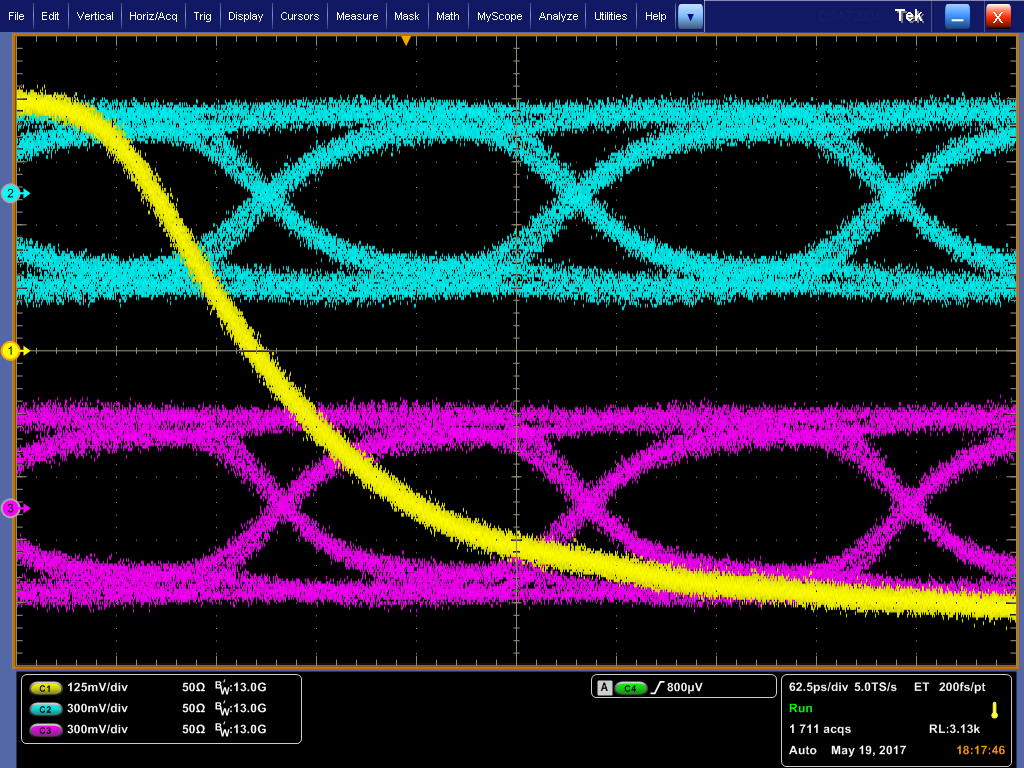 File Edit Vertical Horiz/Acq Trig Display Cursors Measure Mask Math MyScope Analyze Utilities Help Tek X
2
1
3
C1 125mV/div 50Ω BW:13.0G
C2 300mV/div 50Ω BW:13.0G
C3 300mV/div 50Ω BW:13.0G
A C4 800µV
62.5ps/div 5.0TS/s ET 200fs/pt
Run
1 711 acqs RL:3.13k
Auto May 19, 2017 18:17:46